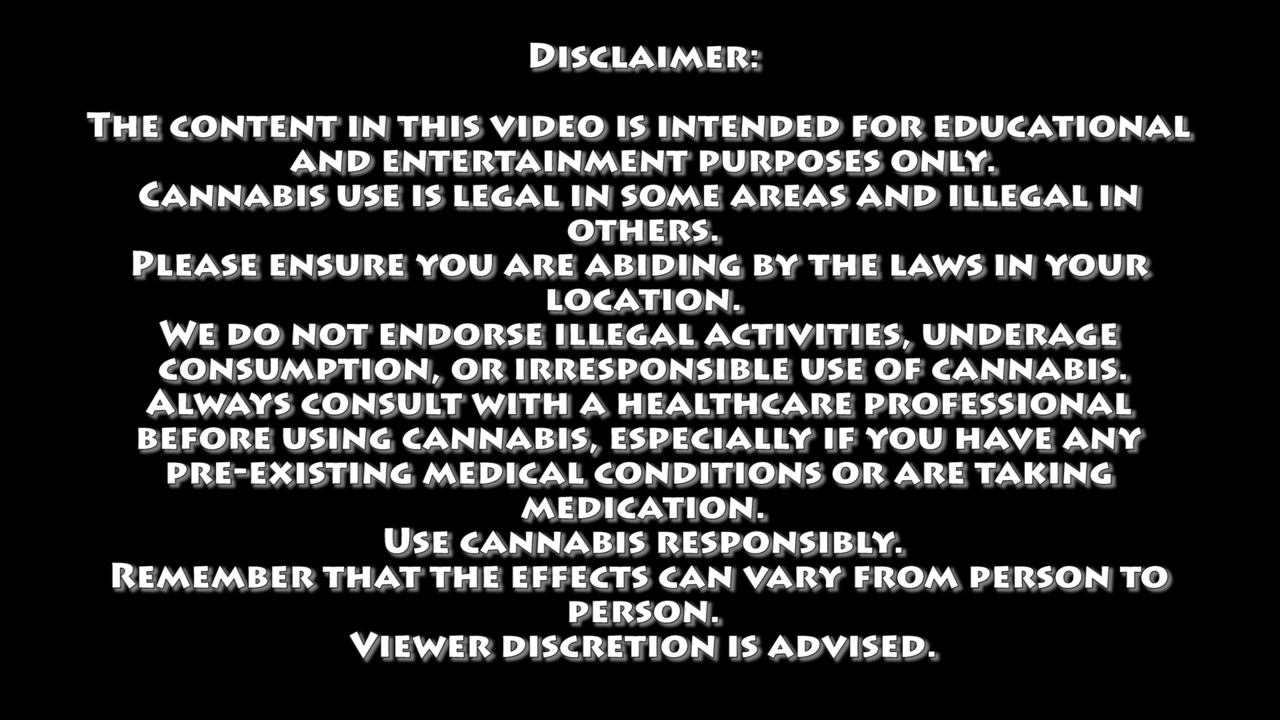 Disclaimer:
The content in this video is intended for educational
and entertainment purposes only.
Cannabis use is legal in some areas and illegal in
others.
Please ensure you are abiding by the laws in your
location.
We do not endorse illegal activities, underage
consumption, or irresponsible use of cannabis.
Always consult with a healthcare professional
before using cannabis, especially if you have any
pre-existing medical conditions or are taking
medication.
Use cannabis responsibly.
Remember that the effects can vary from person to
person.
Viewer discretion is advised.